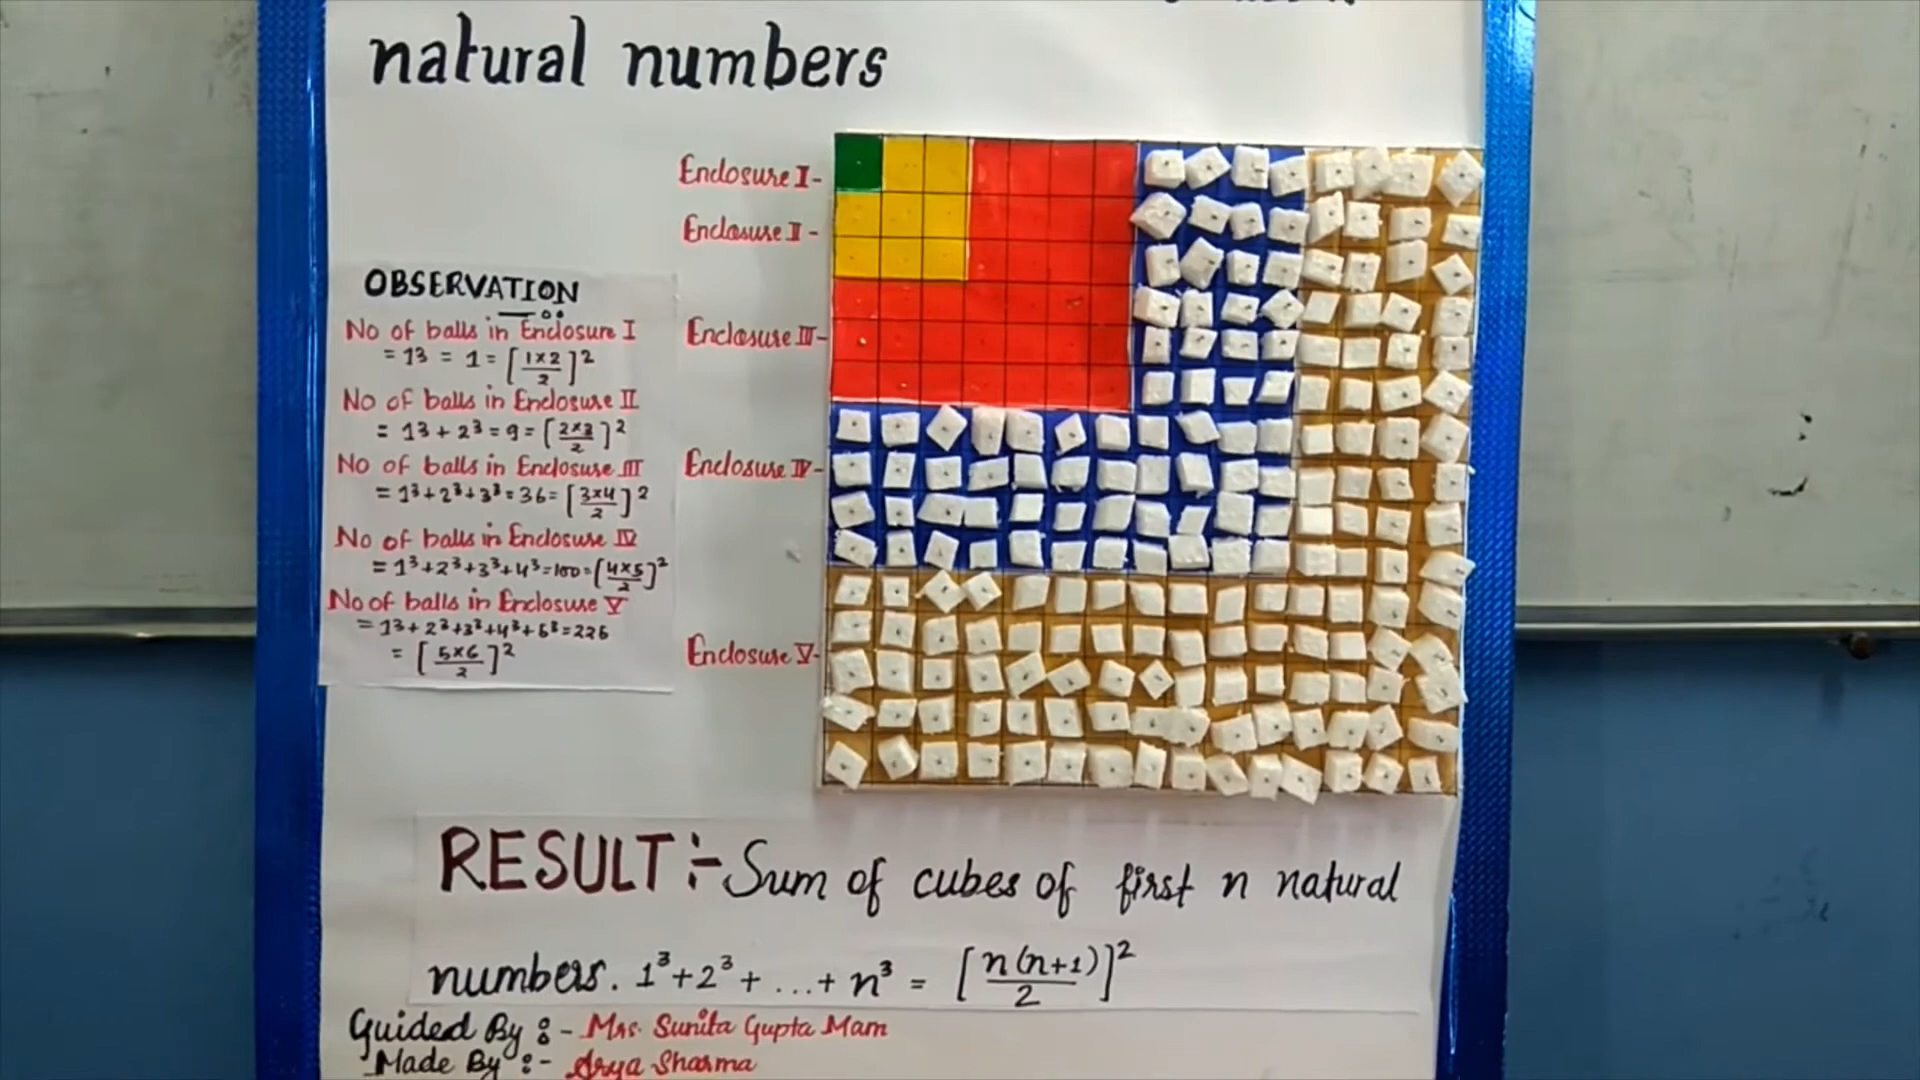 natural numbers
Enclosure I-
Enclosure II -
Enclosure III-
Enclosure IV-
Enclosure V-
OBSERVATION
No of balls in Enclosure I
= 1³ = 1 = [1×2/2]²
No of balls in Enclosure II
= 1³ + 2³ = 9 = [2×3/2]²
No of balls in Enclosure III
= 1³+2³+3³ = 36 = [3×4/2]²
No of balls in Enclosure IV
= 1³+2³+3³+4³=100=[4×5/2]²
No of balls in Enclosure V
= 1³+2³+3³+4³+5³=225
= [5×6/2]²
RESULT :- Sum of cubes of first n natural
numbers. 1³+2³+...+n³ = [n(n+1)/2]²
Guided By :- Mrs. Sunita Gupta Mam
Made By :- Arya Sharma